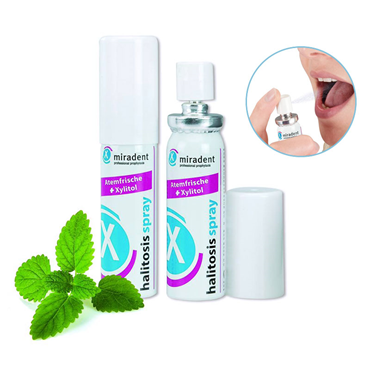 miradent
professional prophylaxis
Atemfrische
+ Xylitol
X
halitosis spray
miradent
professional prophylaxis
Atemfrische
+ Xylitol
X
halitosis spray